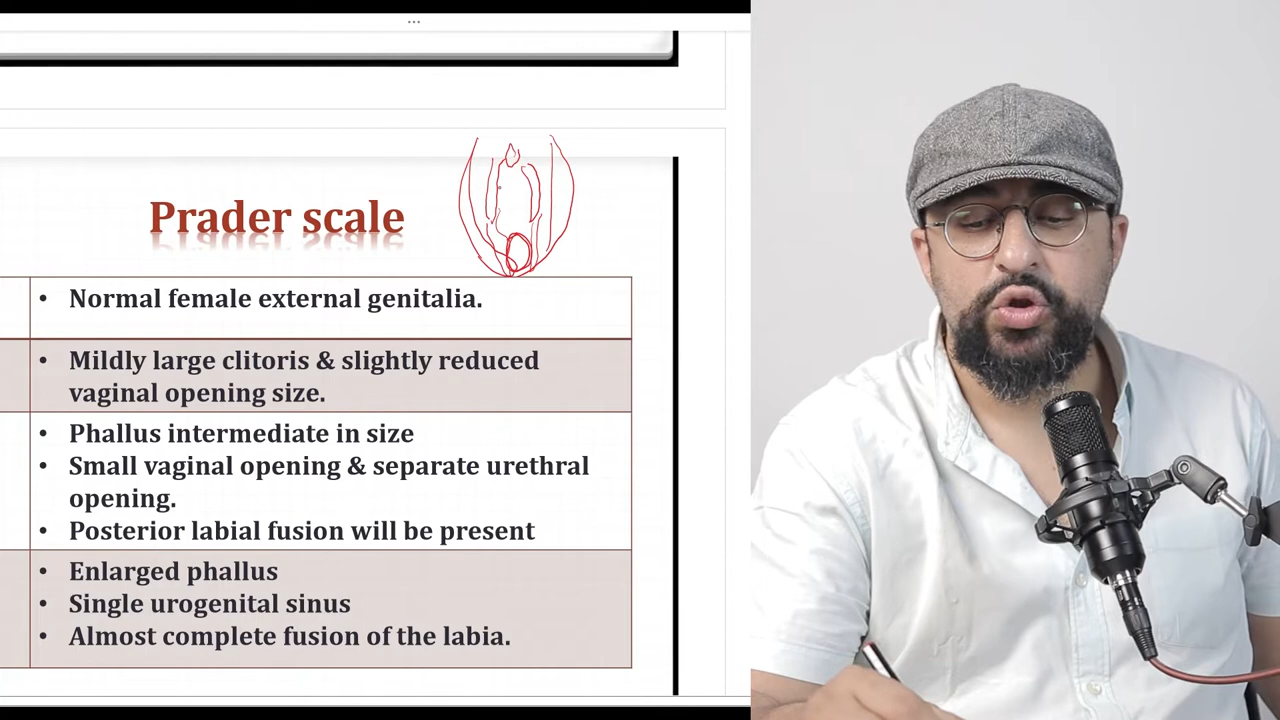 Prader scale
• Normal female external genitalia.
• Mildly large clitoris & slightly reduced
vaginal opening size.
• Phallus intermediate in size
• Small vaginal opening & separate urethral
opening.
• Posterior labial fusion will be present
• Enlarged phallus
• Single urogenital sinus
• Almost complete fusion of the labia.